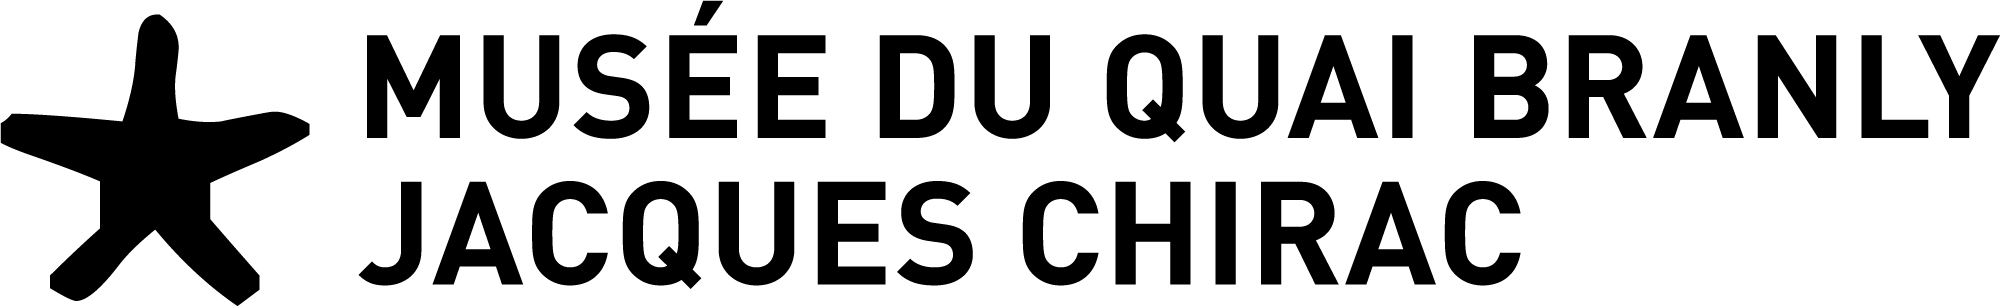 MUSÉE DU QUAI BRANLY
JACQUES CHIRAC